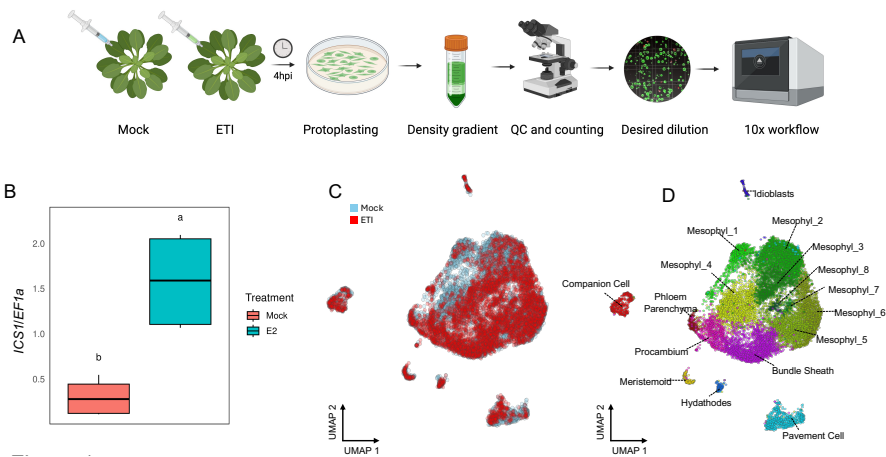 A
4hpi
Mock
ETI
Protoplasting
Density gradient
QC and counting
Desired dilution
10x workflow
B
ICS1/EF1a
2.0
1.5
1.0
0.5
a
b
Treatment
Mock
E2
C
Mock
ETI
UMAP 2
UMAP 1
D
Idioblasts
Mesophyl_1
Mesophyl_2
Mesophyl_3
Mesophyl_4
Mesophyl_8
Companion Cell
Mesophyl_7
Phloem
Parenchyma
Mesophyl_6
Mesophyl_5
Procambium
Bundle Sheath
Meristemoid
Hydathodes
Pavement Cell
UMAP 2
UMAP 1